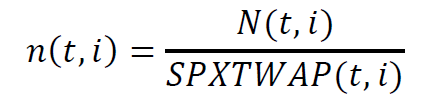 n(t, i) = N(t, i) / SPXTWAP(t, i)